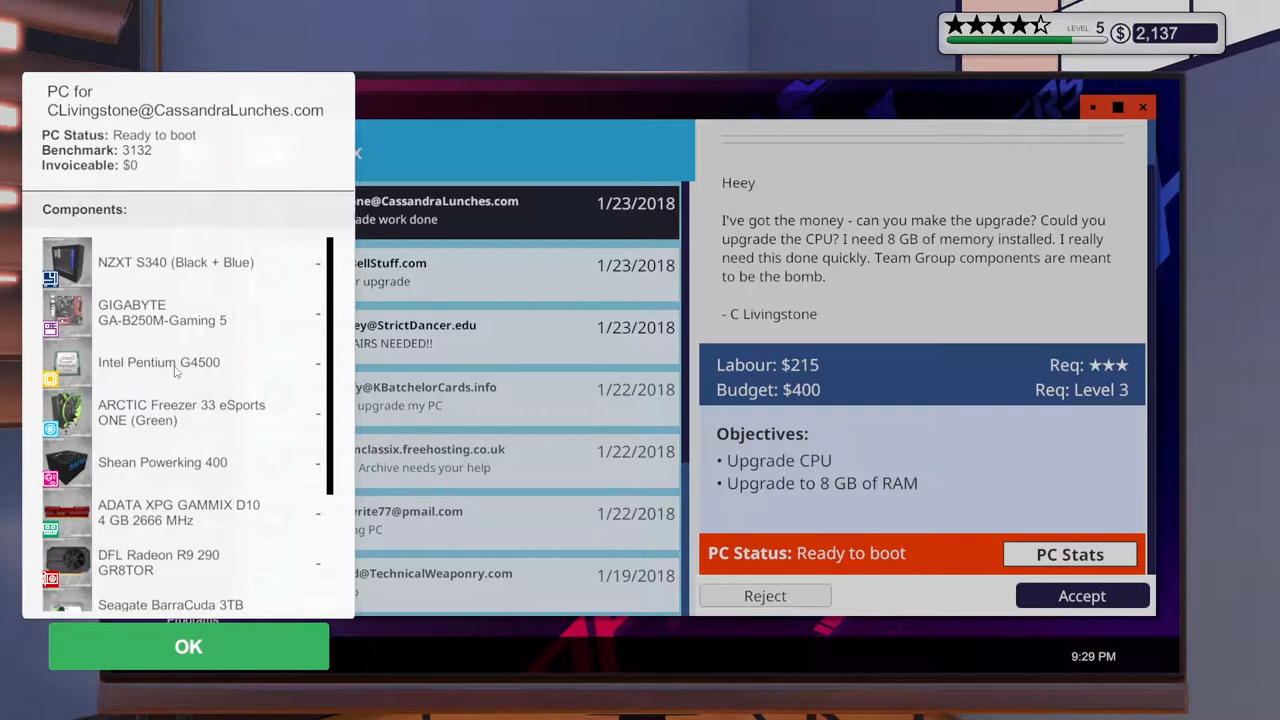 LEVEL 5 $ 2,137
PC for
CLivingstone@CassandraLunches.com
PC Status: Ready to boot
Benchmark: 3132
Invoiceable: $0
Components:
NZXT S340 (Black + Blue) -
GIGABYTE
GA-B250M-Gaming 5 -
Intel Pentium G4500 -
ARCTIC Freezer 33 eSports
ONE (Green) -
Shean Powerking 400 -
ADATA XPG GAMMIX D10
4 GB 2666 MHz -
DFL Radeon R9 290
GR8TOR -
Seagate BarraCuda 3TB
OK
x
ne@CassandraLunches.com 1/23/2018
ade work done
ellStuff.com 1/23/2018
r upgrade
ey@StrictDancer.edu 1/23/2018
AIRS NEEDED!!
y@KBatchelorCards.info 1/22/2018
upgrade my PC
nclassix.freehosting.co.uk 1/22/2018
Archive needs your help
write77@pmail.com 1/22/2018
ng PC
d@TechnicalWeaponry.com 1/19/2018
Heey
I've got the money - can you make the upgrade? Could you
upgrade the CPU? I need 8 GB of memory installed. I really
need this done quickly. Team Group components are meant
to be the bomb.
- C Livingstone
Labour: $215 Req: ★★★
Budget: $400 Req: Level 3
Objectives:
• Upgrade CPU
• Upgrade to 8 GB of RAM
PC Status: Ready to boot PC Stats
Reject Accept
9:29 PM